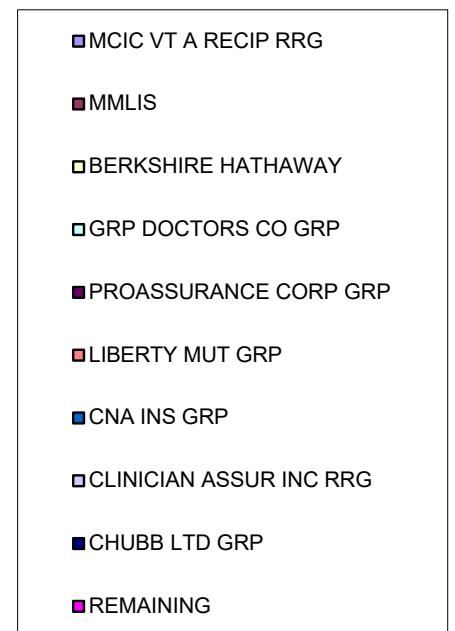 MCIC VT A RECIP RRG
MMLIS
BERKSHIRE HATHAWAY
GRP DOCTORS CO GRP
PROASSURANCE CORP GRP
LIBERTY MUT GRP
CNA INS GRP
CLINICIAN ASSUR INC RRG
CHUBB LTD GRP
REMAINING